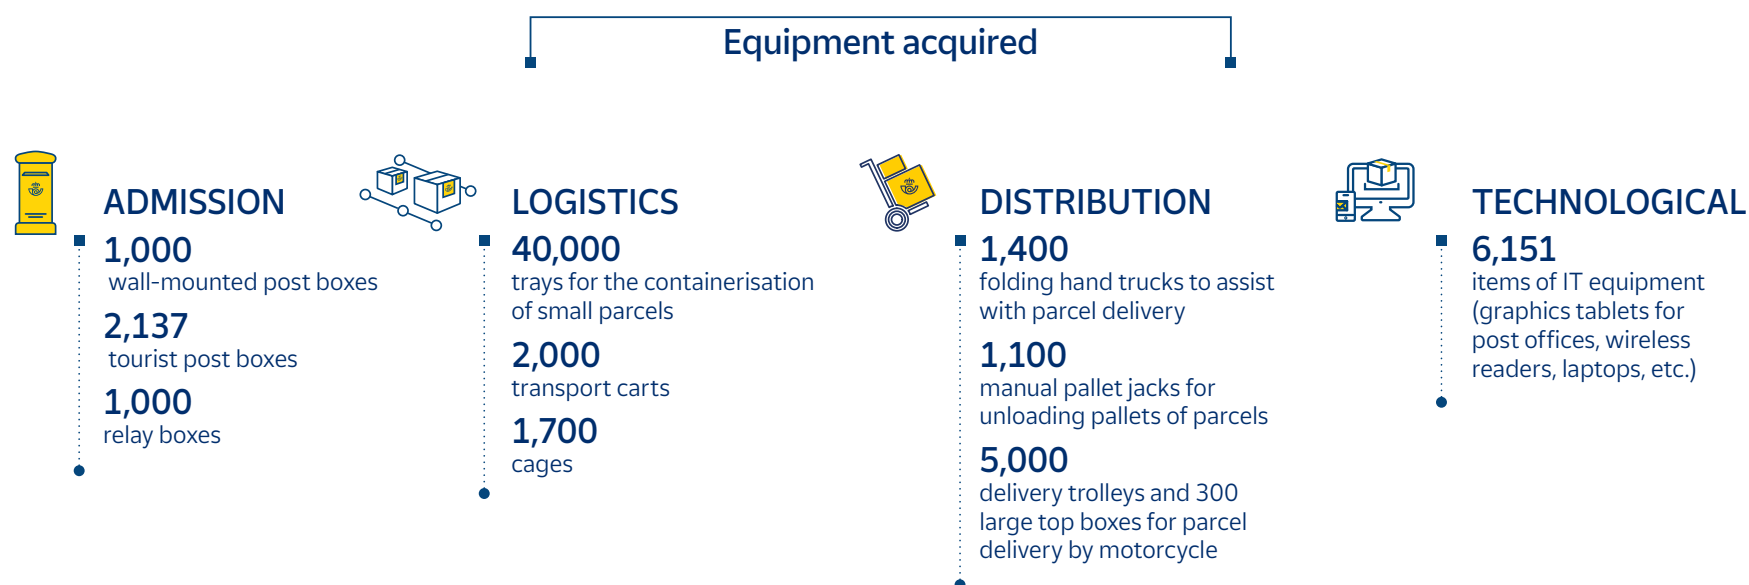 Equipment acquired
ADMISSION
1,000
wall-mounted post boxes
2,137
tourist post boxes
1,000
relay boxes
LOGISTICS
40,000
trays for the containerisation
of small parcels
2,000
transport carts
1,700
cages
DISTRIBUTION
1,400
folding hand trucks to assist
with parcel delivery
1,100
manual pallet jacks for
unloading pallets of parcels
5,000
delivery trolleys and 300
large top boxes for parcel
delivery by motorcycle
TECHNOLOGICAL
6,151
items of IT equipment
(graphics tablets for
post offices, wireless
readers, laptops, etc.)